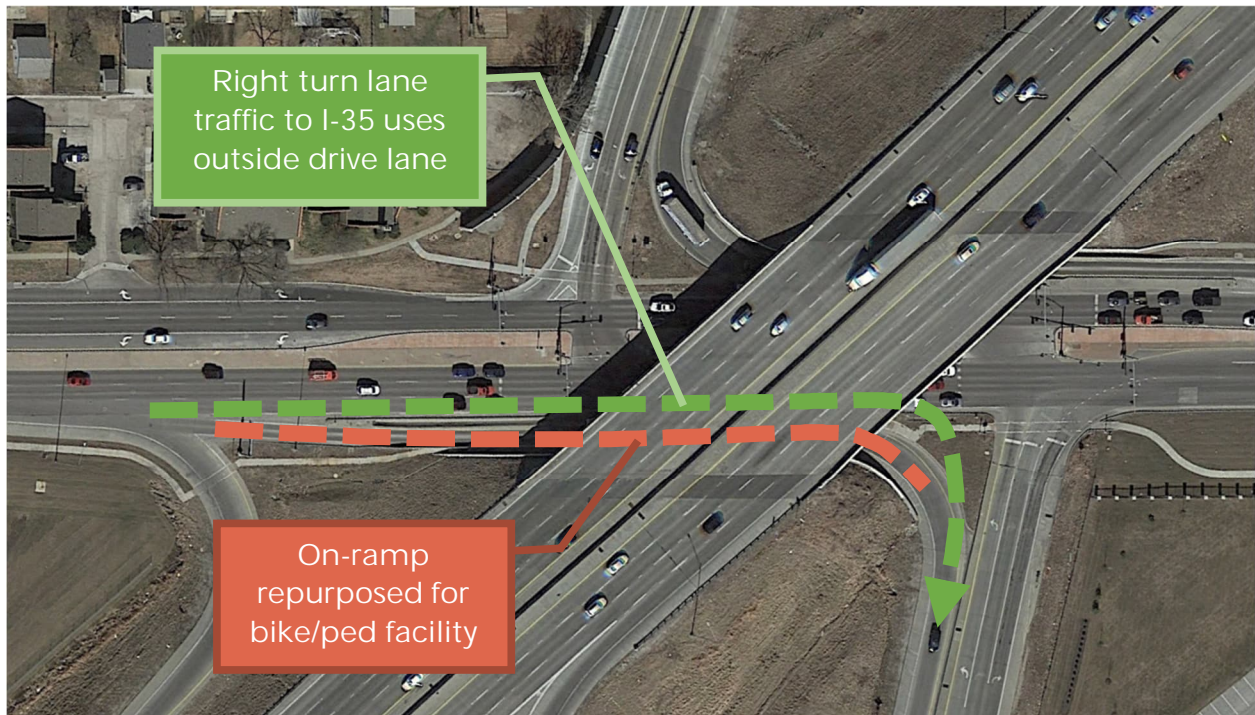 Right turn lane
traffic to I-35 uses
outside drive lane
On-ramp
repurposed for
bike/ped facility